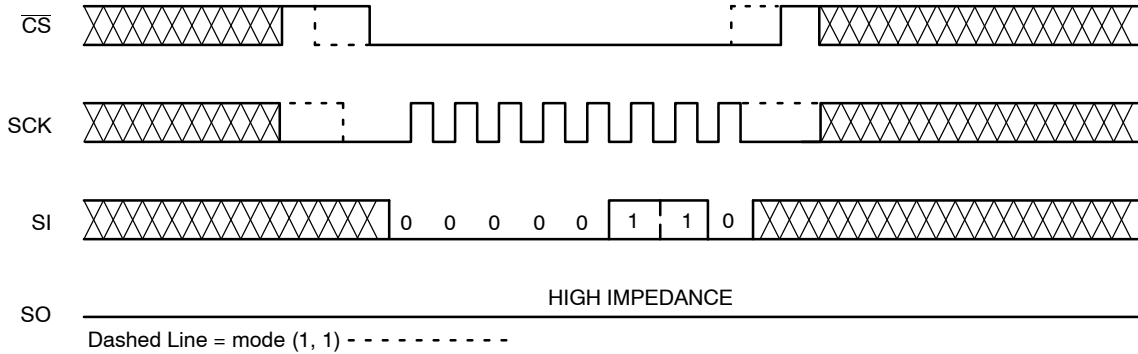 CS
SCK
SI 0 0 0 0 0 1 1 0
HIGH IMPEDANCE
SO
Dashed Line = mode (1, 1)